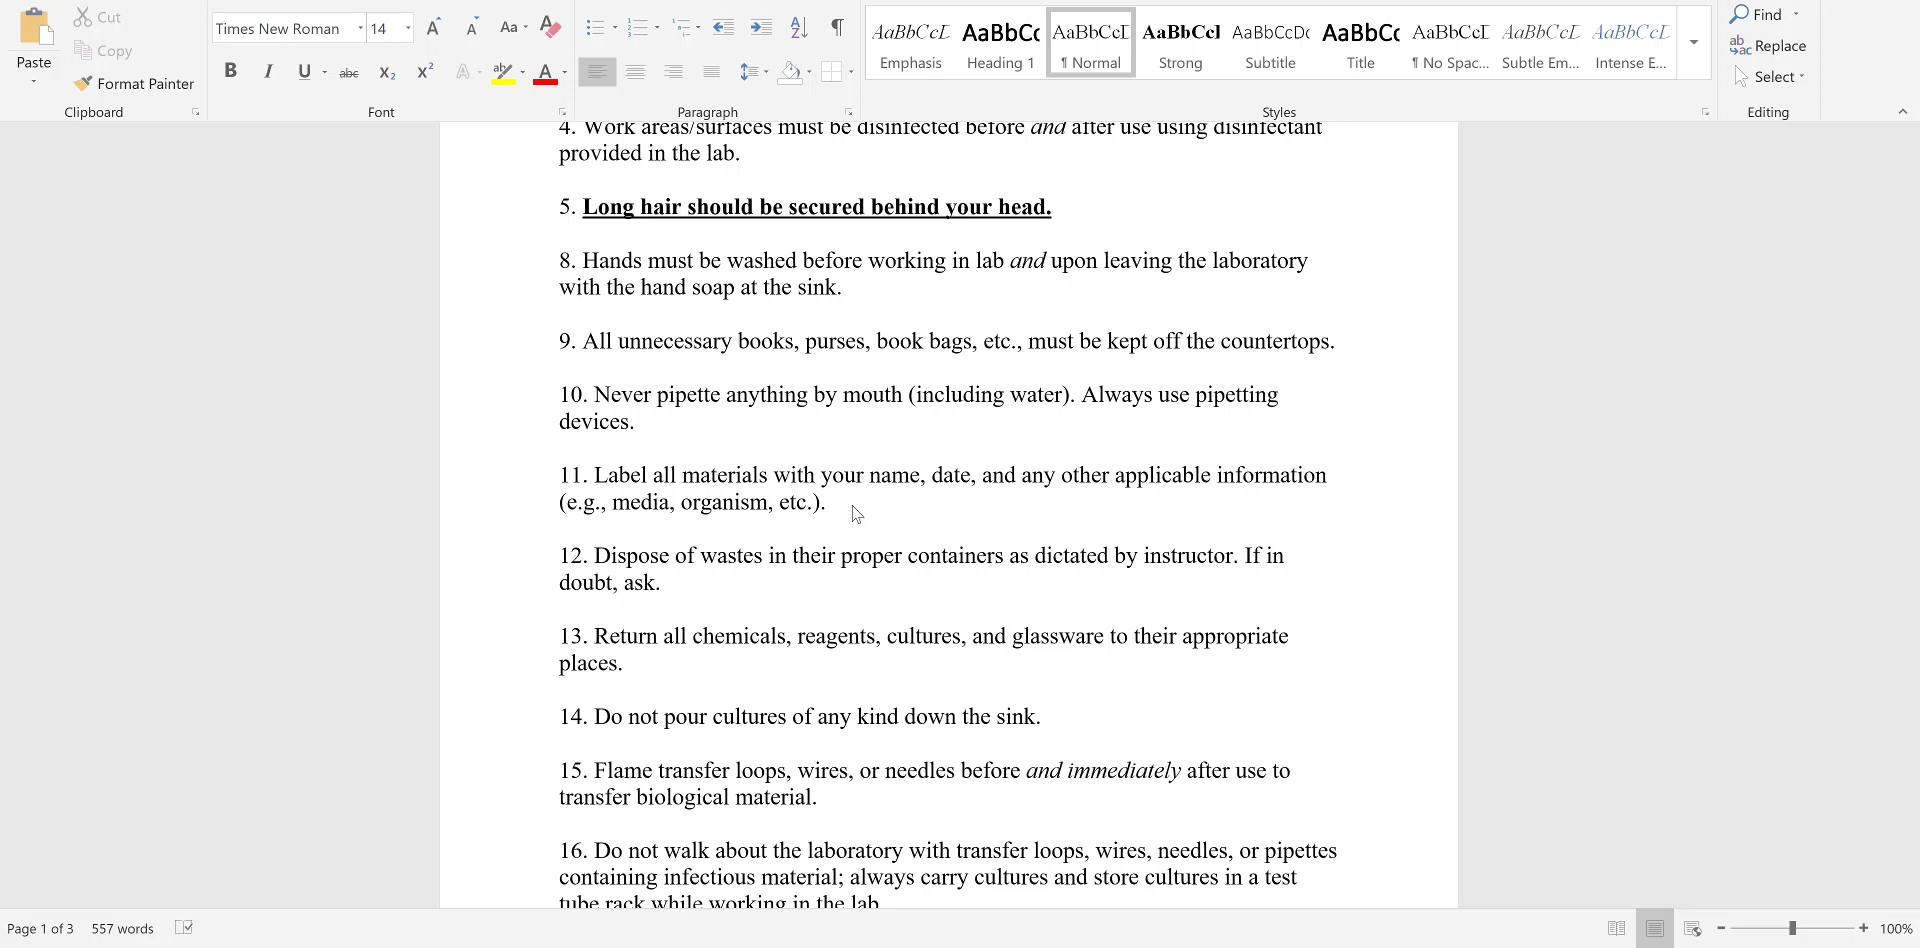 Cut
Copy
Paste
Format Painter
Clipboard
Times New Roman 14
A A Aa A
B I U abc X₂ X² A aby A
Font
A Z ¶
Paragraph
AaBbCcL AaBbCc AaBbCcI AaBbCcl AaBbCcDc AaBbCc AaBbCcI AaBbCcL AaBbCcL
Emphasis Heading 1 ¶ Normal Strong Subtitle Title ¶ No Spac... Subtle Em... Intense E...
Styles
Find
Replace
Select
Editing
4. Work areas/surfaces must be disinfected before and after use using disinfectant
provided in the lab.
5. Long hair should be secured behind your head.
8. Hands must be washed before working in lab and upon leaving the laboratory
with the hand soap at the sink.
9. All unnecessary books, purses, book bags, etc., must be kept off the countertops.
10. Never pipette anything by mouth (including water). Always use pipetting
devices.
11. Label all materials with your name, date, and any other applicable information
(e.g., media, organism, etc.).
12. Dispose of wastes in their proper containers as dictated by instructor. If in
doubt, ask.
13. Return all chemicals, reagents, cultures, and glassware to their appropriate
places.
14. Do not pour cultures of any kind down the sink.
15. Flame transfer loops, wires, or needles before and immediately after use to
transfer biological material.
16. Do not walk about the laboratory with transfer loops, wires, needles, or pipettes
containing infectious material; always carry cultures and store cultures in a test
tube rack while working in the lab.
Page 1 of 3 557 words 100%